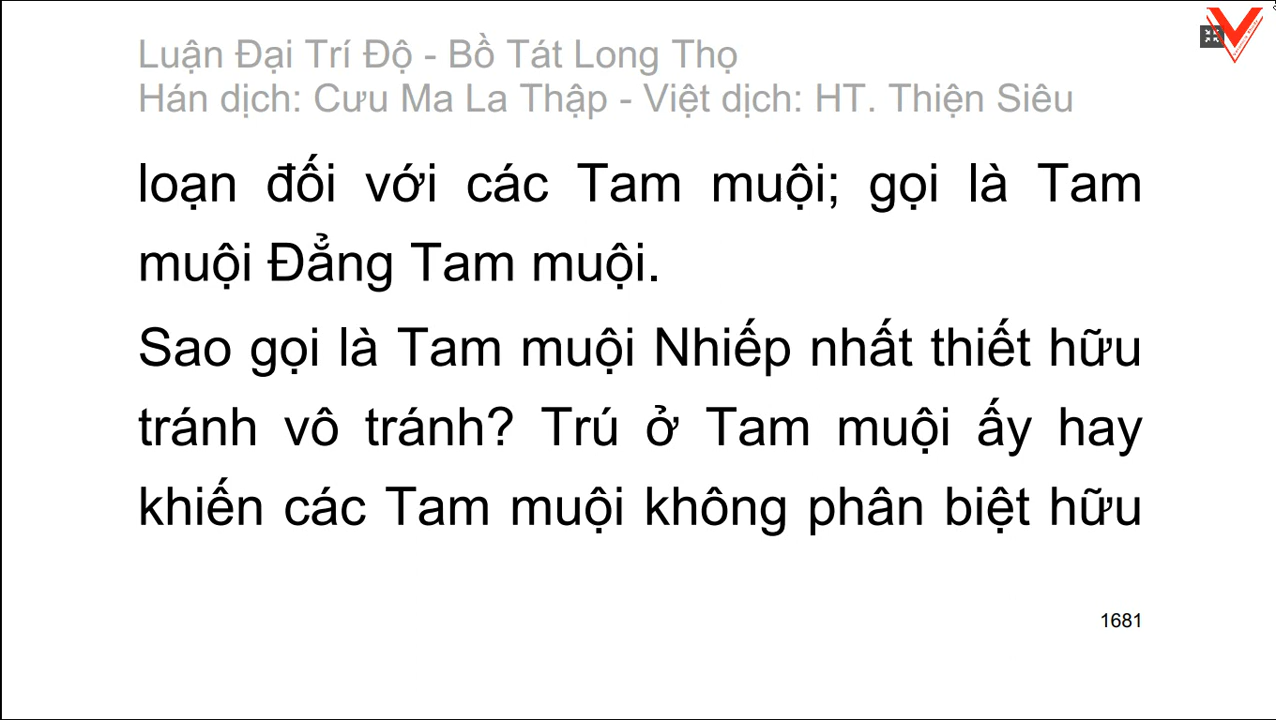 Luận Đại Trí Độ - Bồ Tát Long Thọ
Hán dịch: Cưu Ma La Thập - Việt dịch: HT. Thiện Siêu
loạn đối với các Tam muội; gọi là Tam
muội Đẳng Tam muội.
Sao gọi là Tam muội Nhiếp nhất thiết hữu
tránh vô tránh? Trú ở Tam muội ấy hay
khiến các Tam muội không phân biệt hữu
1681